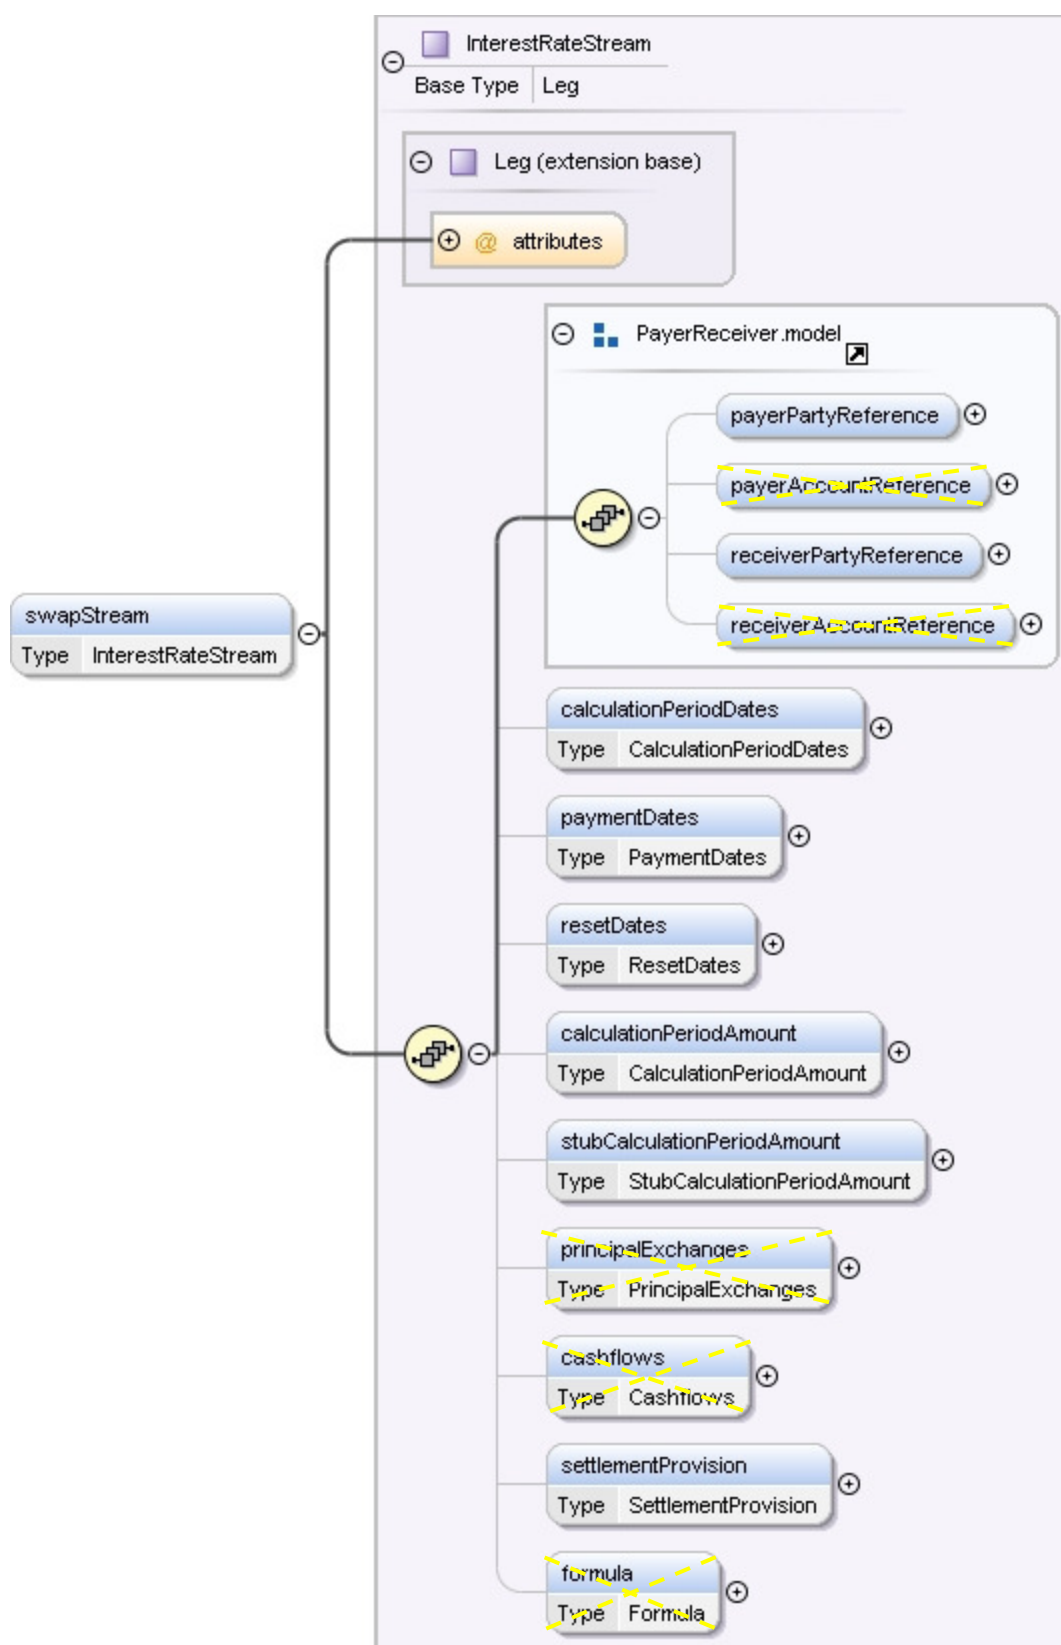 InterestRateStream
Base Type Leg
Leg (extension base)
@ attributes
PayerReceiver.model
payerPartyReference
payerAccountReference
receiverPartyReference
receiverAccountReference
swapStream
Type InterestRateStream
calculationPeriodDates
Type CalculationPeriodDates
paymentDates
Type PaymentDates
resetDates
Type ResetDates
calculationPeriodAmount
Type CalculationPeriodAmount
stubCalculationPeriodAmount
Type StubCalculationPeriodAmount
principalExchanges
Type PrincipalExchanges
cashflows
Type Cashflows
settlementProvision
Type SettlementProvision
formula
Type Formula